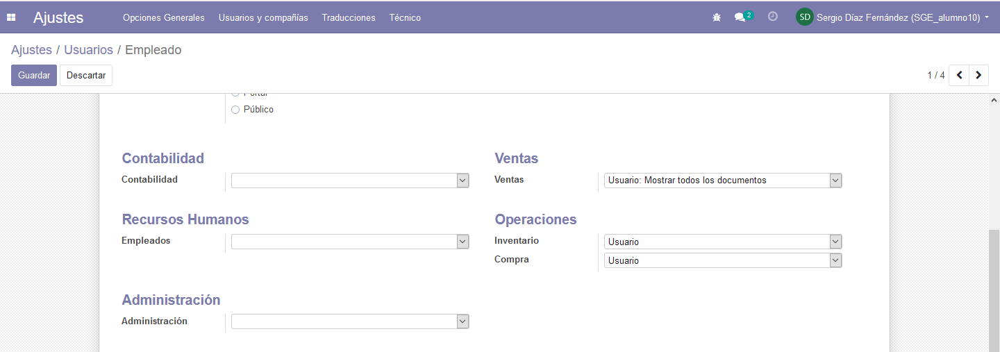 Ajustes Opciones Generales Usuarios y compañías Traducciones Técnico 2 SD Sergio Díaz Fernández (SGE_alumno10)
Ajustes / Usuarios / Empleado
Guardar Descartar 1 / 4
Portal
Público
Contabilidad Ventas
Contabilidad Ventas Usuario: Mostrar todos los documentos
Recursos Humanos Operaciones
Empleados Inventario Usuario
Compra Usuario
Administración
Administración